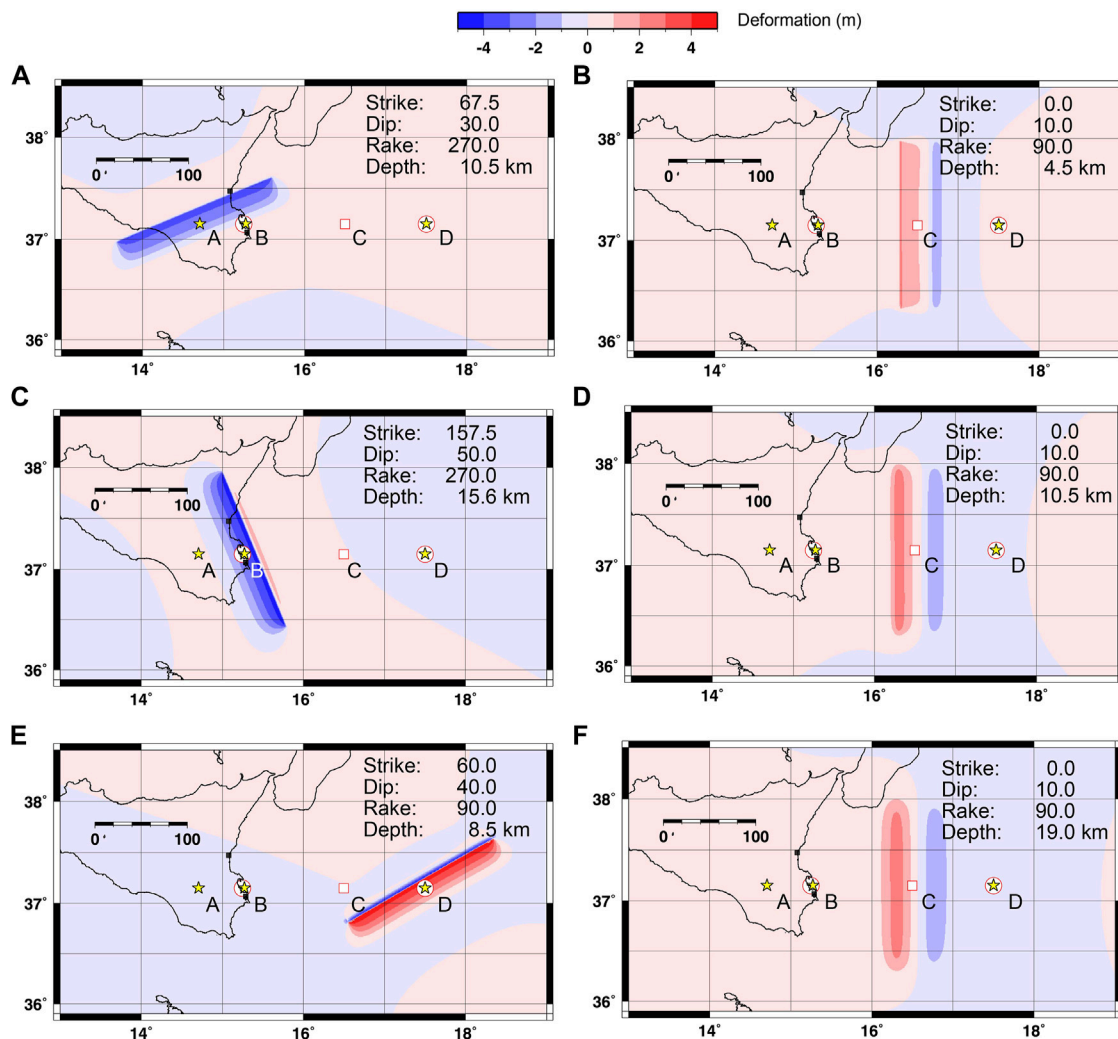 Deformation (m)
-4 -2 0 2 4
A
Strike: 67.5
Dip: 30.0
Rake: 270.0
Depth: 10.5 km
0 100
A B C D
38°
37°
36°
14° 16° 18°
B
Strike: 0.0
Dip: 10.0
Rake: 90.0
Depth: 4.5 km
0 100
A B C D
38°
37°
36°
14° 16° 18°
C
Strike: 157.5
Dip: 50.0
Rake: 270.0
Depth: 15.6 km
0 100
A B C D
38°
37°
36°
14° 16° 18°
D
Strike: 0.0
Dip: 10.0
Rake: 90.0
Depth: 10.5 km
0 100
A B C D
38°
37°
36°
14° 16° 18°
E
Strike: 60.0
Dip: 40.0
Rake: 90.0
Depth: 8.5 km
0 100
A B C D
38°
37°
36°
14° 16° 18°
F
Strike: 0.0
Dip: 10.0
Rake: 90.0
Depth: 19.0 km
0 100
A B C D
38°
37°
36°
14° 16° 18°